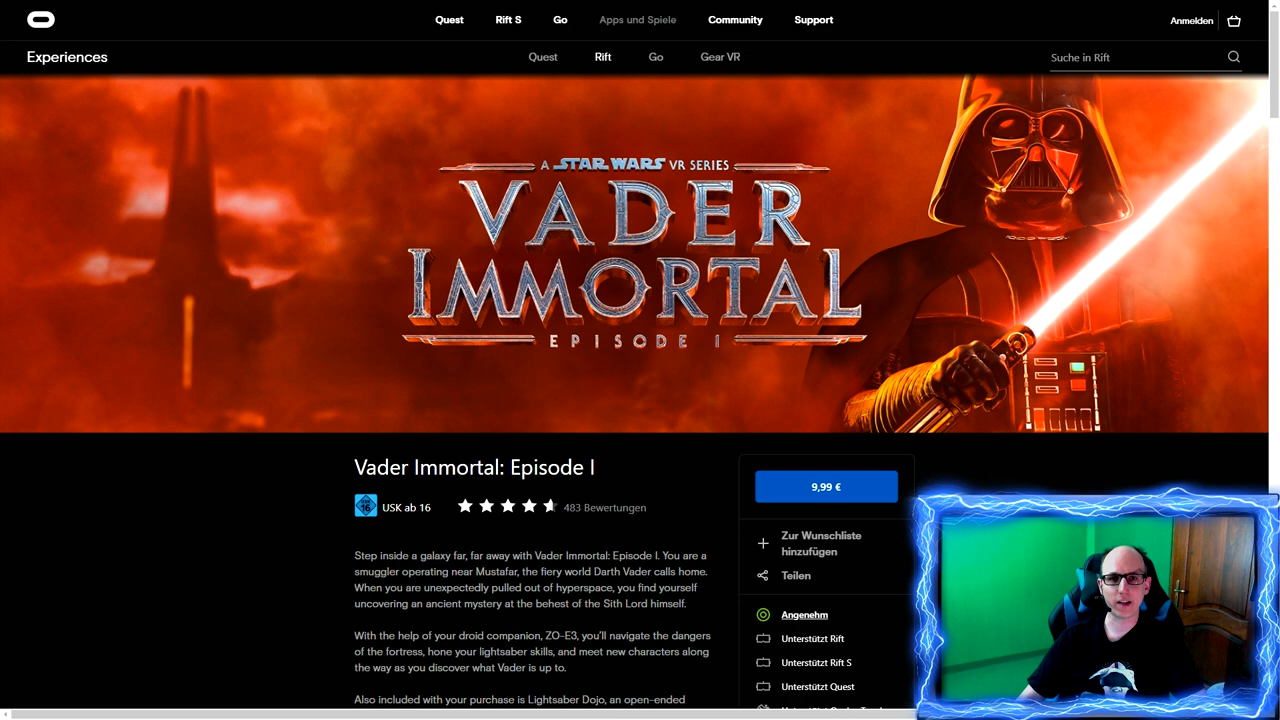 Quest Rift S Go Apps und Spiele Community Support Anmelden
Experiences Quest Rift Go Gear VR Suche in Rift
A STAR WARS VR SERIES
VADER
IMMORTAL
EPISODE I
Vader Immortal: Episode I
9,99 €
16 USK ab 16 483 Bewertungen
Zur Wunschliste
hinzufügen
Teilen
Step inside a galaxy far, far away with Vader Immortal: Episode I. You are a
smuggler operating near Mustafar, the fiery world Darth Vader calls home.
When you are unexpectedly pulled out of hyperspace, you find yourself
uncovering an ancient mystery at the behest of the Sith Lord himself.
With the help of your droid companion, ZO-E3, you'll navigate the dangers
of the fortress, hone your lightsaber skills, and meet new characters along
the way as you discover what Vader is up to.
Also included with your purchase is Lightsaber Dojo, an open-ended
Angenehm
Unterstützt Rift
Unterstützt Rift S
Unterstützt Quest